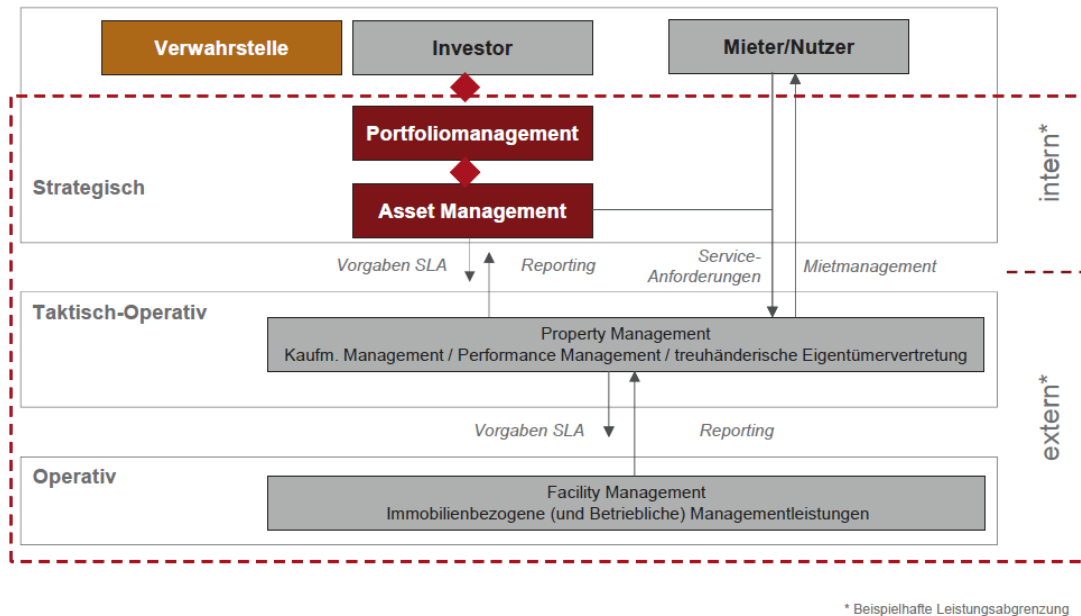 Verwahrstelle
Investor
Mieter/Nutzer
Portfoliomanagement
Strategisch
Asset Management
intern*
Vorgaben SLA
Reporting
Service-
Anforderungen
Mietmanagement
Taktisch-Operativ
Property Management
Kaufm. Management / Performance Management / treuhänderische Eigentümervertretung
extern*
Vorgaben SLA
Reporting
Operativ
Facility Management
Immobilienbezogene (und Betriebliche) Managementleistungen
* Beispielhafte Leistungsabgrenzung